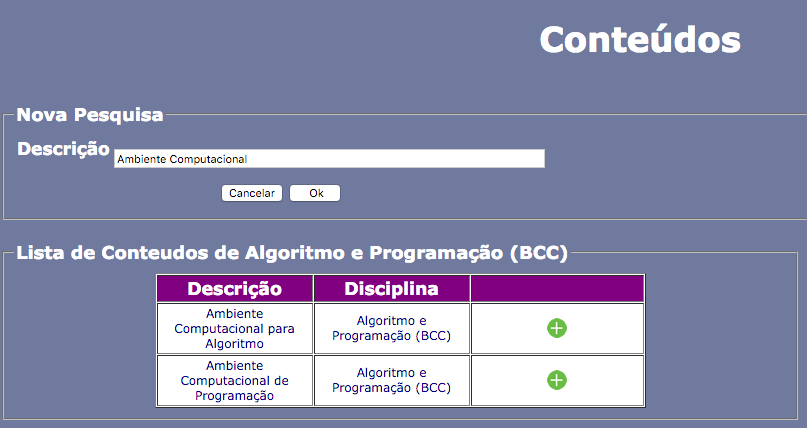 Conteúdos
Nova Pesquisa
Descrição Ambiente Computacional
Cancelar Ok
Lista de Conteudos de Algoritmo e Programação (BCC)
Descrição Disciplina
Ambiente
Computacional para
Algoritmo
Algoritmo e
Programação (BCC)
Ambiente
Computacional de
Programação
Algoritmo e
Programação (BCC)